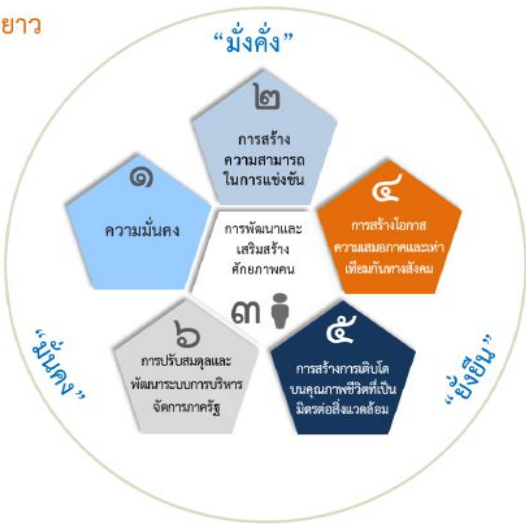 ยาว
“มั่งคั่ง”
๒
การสร้าง
ความสามารถ
ในการแข่งขัน
๑
ความมั่นคง
๔
การสร้างโอกาส
ความเสมอภาคและเท่า
เทียมกันทางสังคม
การพัฒนาและ
เสริมสร้าง
ศักยภาพคน
๓
๖
การปรับสมดุลและ
พัฒนาระบบการบริหาร
จัดการภาครัฐ
๕
การสร้างการเติบโต
บนคุณภาพชีวิตที่เป็น
มิตรต่อสิ่งแวดล้อม
“มั่นคง”
“ยั่งยืน”